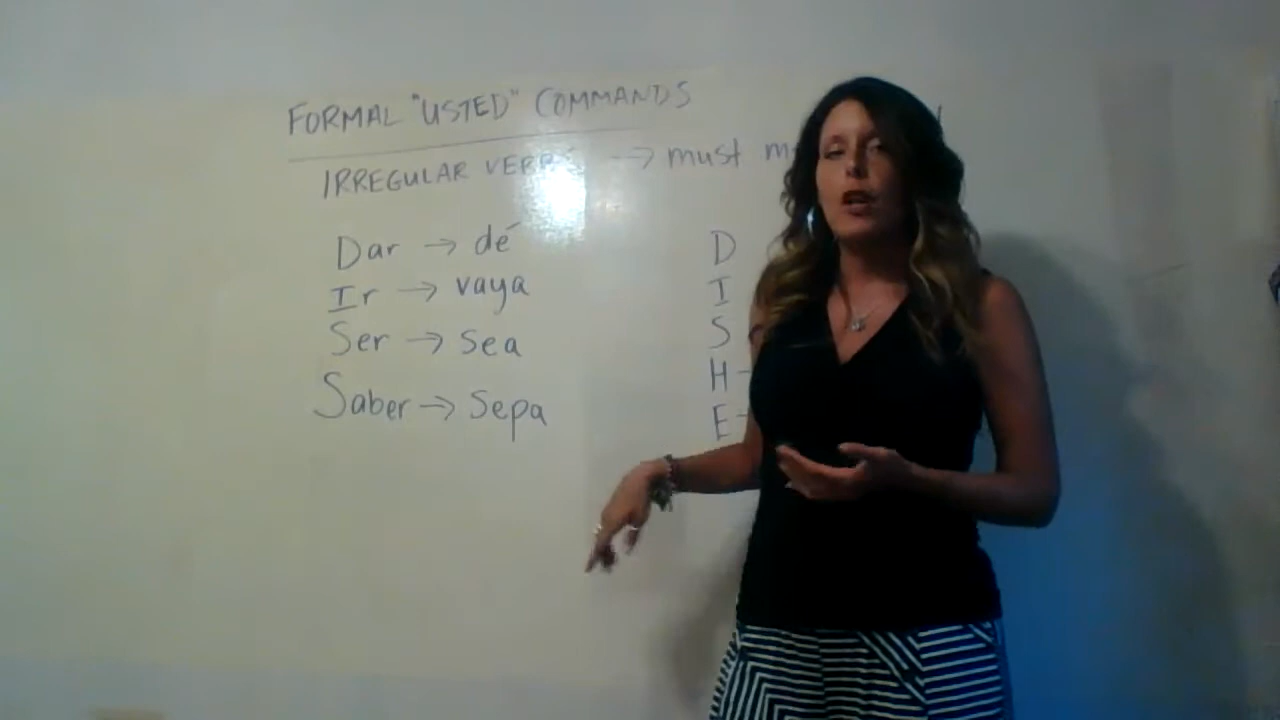 FORMAL "USTED" COMMANDS
IRREGULAR VERBS → must
Dar → dé
Ir → vaya
Ser → sea
Saber → sepa
D
I
S
H -
E -